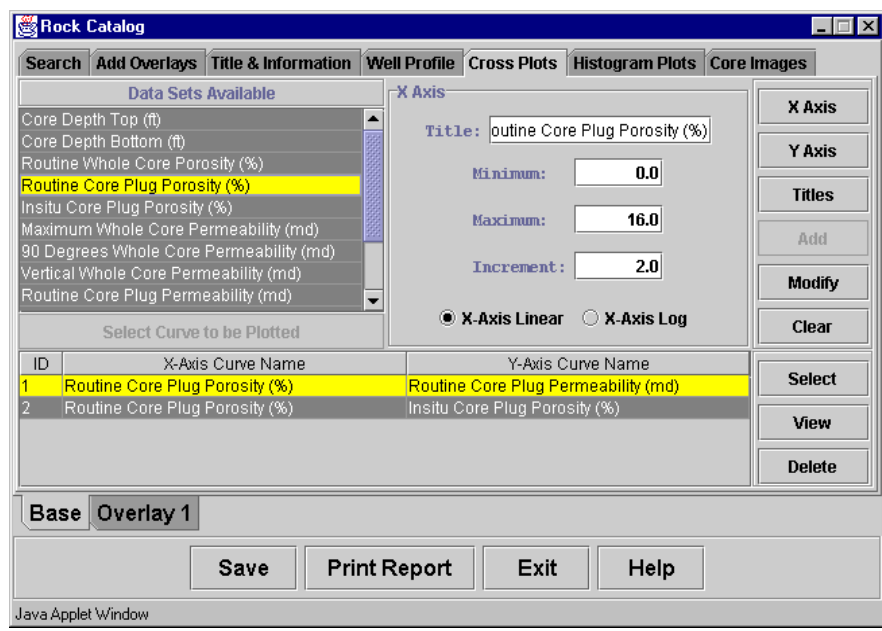 Rock Catalog
Search Add Overlays Title & Information Well Profile Cross Plots Histogram Plots Core Images
Data Sets Available
Core Depth Top (ft)
Core Depth Bottom (ft)
Routine Whole Core Porosity (%)
Routine Core Plug Porosity (%)
Insitu Core Plug Porosity (%)
Maximum Whole Core Permeability (md)
90 Degrees Whole Core Permeability (md)
Vertical Whole Core Permeability (md)
Routine Core Plug Permeability (md)
Select Curve to be Plotted
X Axis
Title: outine Core Plug Porosity (%)
Minimum: 0.0
Maximum: 16.0
Increment: 2.0
X-Axis Linear X-Axis Log
X Axis
Y Axis
Titles
Add
Modify
Clear
ID X-Axis Curve Name Y-Axis Curve Name
1 Routine Core Plug Porosity (%) Routine Core Plug Permeability (md)
2 Routine Core Plug Porosity (%) Insitu Core Plug Porosity (%)
Select
View
Delete
Base Overlay 1
Save Print Report Exit Help
Java Applet Window